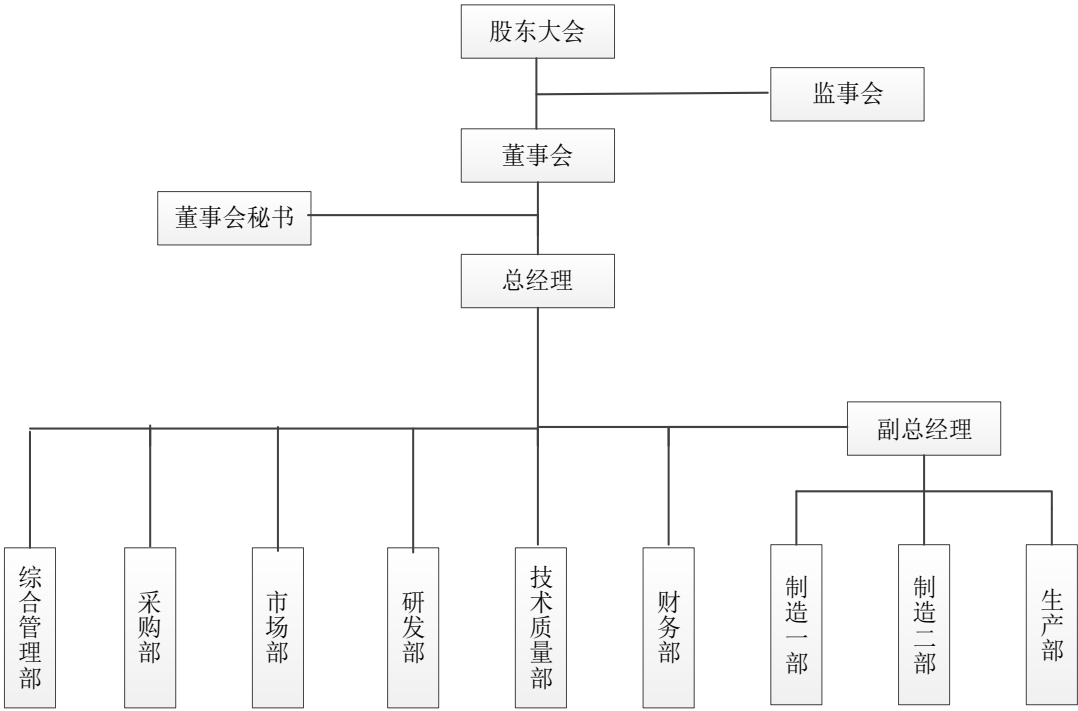 股东大会
监事会
董事会
董事会秘书
总经理
副总经理
综合管理部
采购部
市场部
研发部
技术质量部
财务部
制造一部
制造二部
生产部